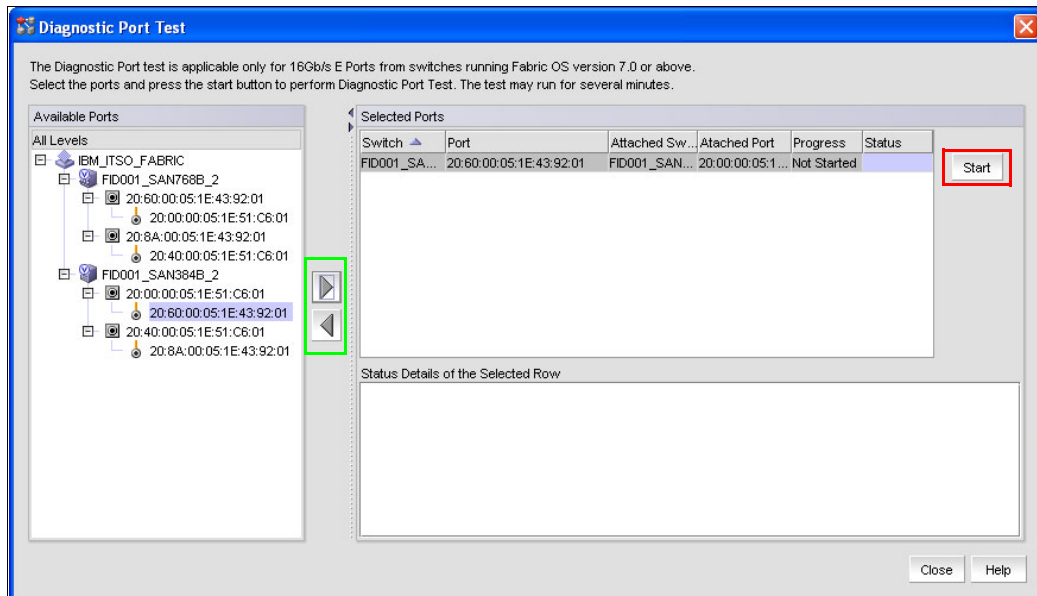 Diagnostic Port Test
The Diagnostic Port test is applicable only for 16Gb/s E Ports from switches running Fabric OS version 7.0 or above.
Select the ports and press the start button to perform Diagnostic Port Test. The test may run for several minutes.
Available Ports
All Levels
IBM_ITSO_FABRIC
FID001_SAN768B_2
20:60:00:05:1E:43:92:01
20:00:00:05:1E:51:C6:01
20:8A:00:05:1E:43:92:01
20:40:00:05:1E:51:C6:01
FID001_SAN384B_2
20:00:00:05:1E:51:C6:01
20:60:00:05:1E:43:92:01
20:40:00:05:1E:51:C6:01
20:8A:00:05:1E:43:92:01
Selected Ports
Switch Port Attached Sw... Atached Port Progress Status
FID001_SA... 20:60:00:05:1E:43:92:01 FID001_SAN... 20:00:00:05:1... Not Started
Start
Status Details of the Selected Row
Close Help